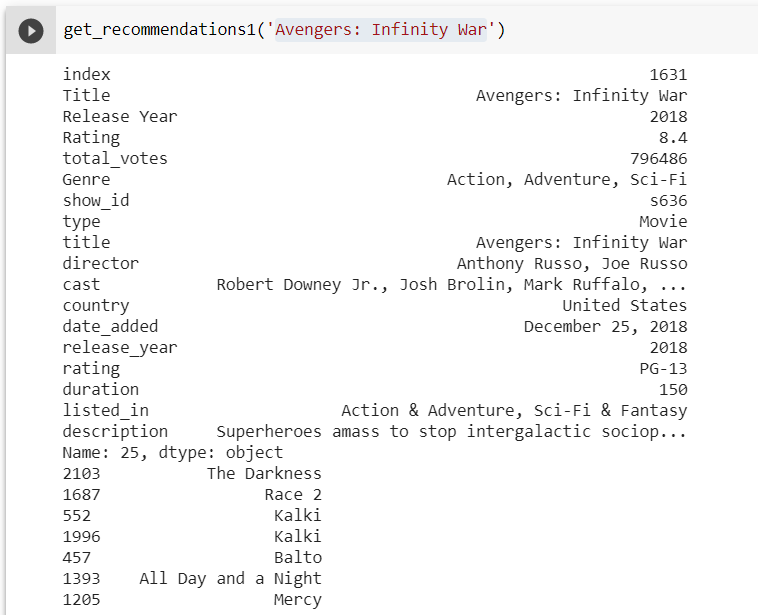 get_recommendations1('Avengers: Infinity War')
index 1631
Title Avengers: Infinity War
Release Year 2018
Rating 8.4
total_votes 796486
Genre Action, Adventure, Sci-Fi
show_id s636
type Movie
title Avengers: Infinity War
director Anthony Russo, Joe Russo
cast Robert Downey Jr., Josh Brolin, Mark Ruffalo, ...
country United States
date_added December 25, 2018
release_year 2018
rating PG-13
duration 150
listed_in Action & Adventure, Sci-Fi & Fantasy
description Superheroes amass to stop intergalactic sociop...
Name: 25, dtype: object
2103 The Darkness
1687 Race 2
552 Kalki
1996 Kalki
457 Balto
1393 All Day and a Night
1205 Mercy